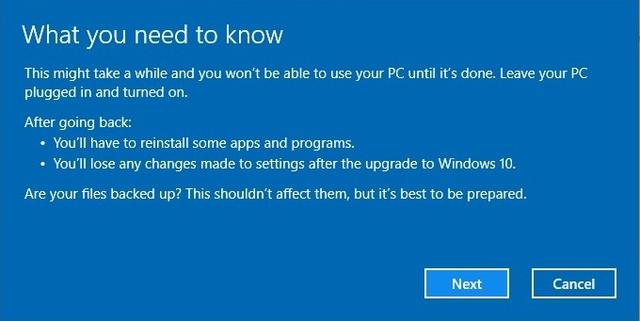 What you need to know
This might take a while and you won't be able to use your PC until it's done. Leave your PC
plugged in and turned on.
After going back:
• You'll have to reinstall some apps and programs.
• You'll lose any changes made to settings after the upgrade to Windows 10.
Are your files backed up? This shouldn't affect them, but it's best to be prepared.
Next
Cancel